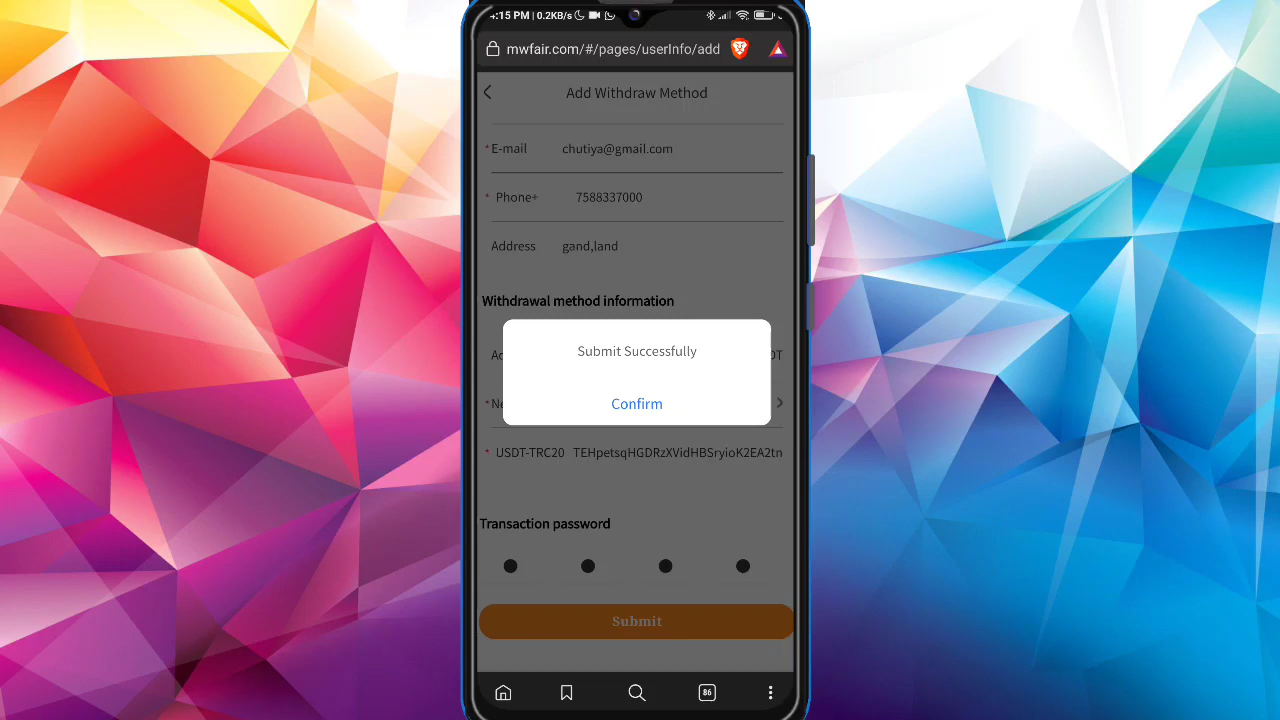 4:15 PM | 0.2KB/s
mwfair.com/#/pages/userInfo/add
Add Withdraw Method
* E-mail chutiya@gmail.com
* Phone+ 7588337000
Address gand,land
Withdrawal method information
Submit Successfully
Confirm
* USDT-TRC20 TEHpetsqHGDRzXVidHBSryioK2EA2tn
Transaction password
Submit
86